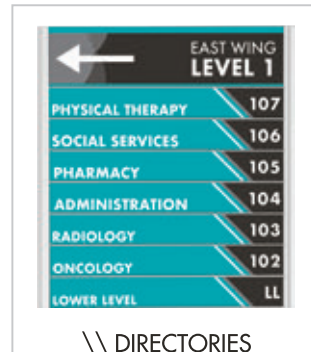 EAST WING
LEVEL 1
PHYSICAL THERAPY 107
SOCIAL SERVICES 106
PHARMACY 105
ADMINISTRATION 104
RADIOLOGY 103
ONCOLOGY 102
LOWER LEVEL LL
\\ DIRECTORIES